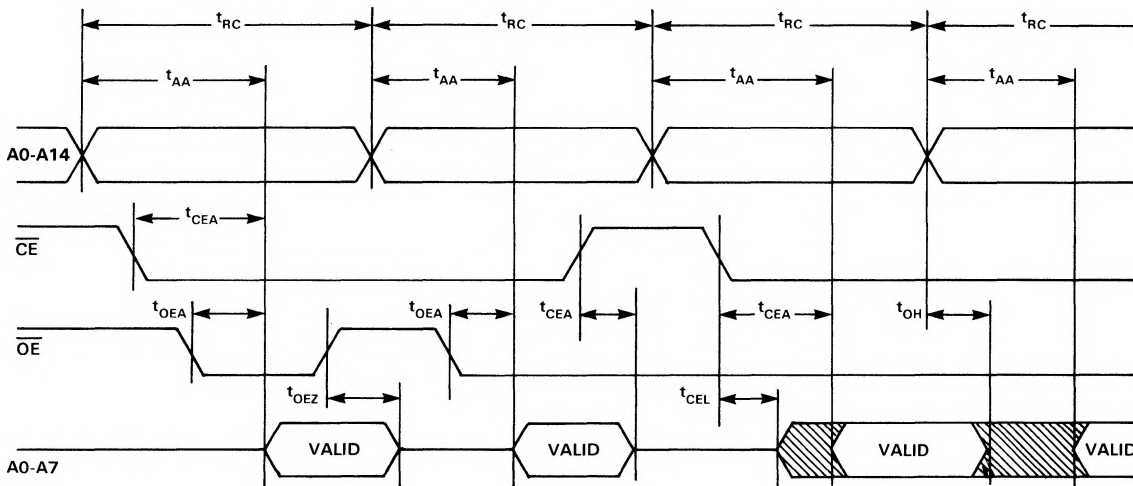 tRC tRC tRC tRC
tAA tAA tAA tAA
A0-A14
tCEA
CE
tOEA tOEA tCEA tCEA tOH
OE
tOEZ tCEL
VALID VALID VALID VALID
A0-A7